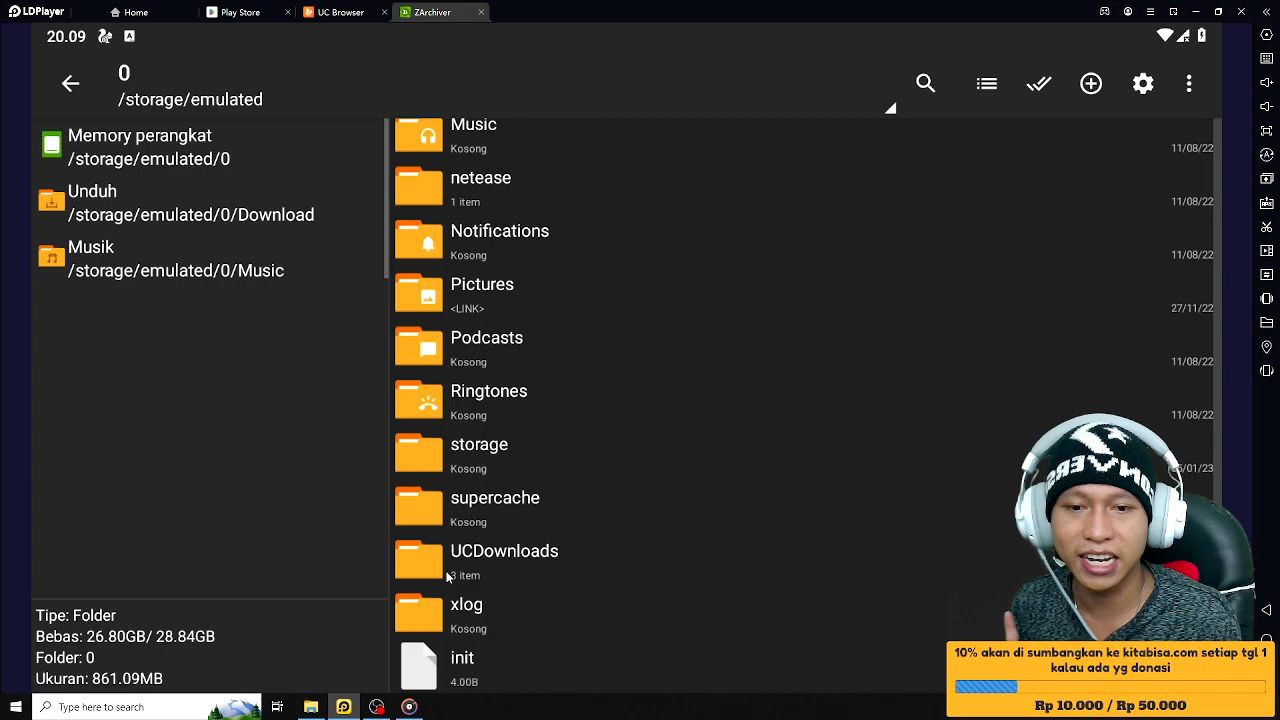 LDPlayer
Home
Play Store
UC Browser
ZArchiver
20.09
A
0
/storage/emulated
Memory perangkat
/storage/emulated/0
Unduh
/storage/emulated/0/Download
Musik
/storage/emulated/0/Music
Music
Kosong
11/08/22
netease
1 item
11/08/22
Notifications
Kosong
11/08/22
Pictures
<LINK>
27/11/22
Podcasts
Kosong
11/08/22
Ringtones
Kosong
11/08/22
storage
Kosong
/01/23
supercache
Kosong
UCDownloads
3 item
xlog
Kosong
init
4.00B
Tipe: Folder
Bebas: 26.80GB/ 28.84GB
Folder: 0
Ukuran: 861.09MB
10% akan di sumbangkan ke kitabisa.com setiap tgl 1
kalau ada yg donasi
Rp 10.000 / Rp 50.000
Type here to search